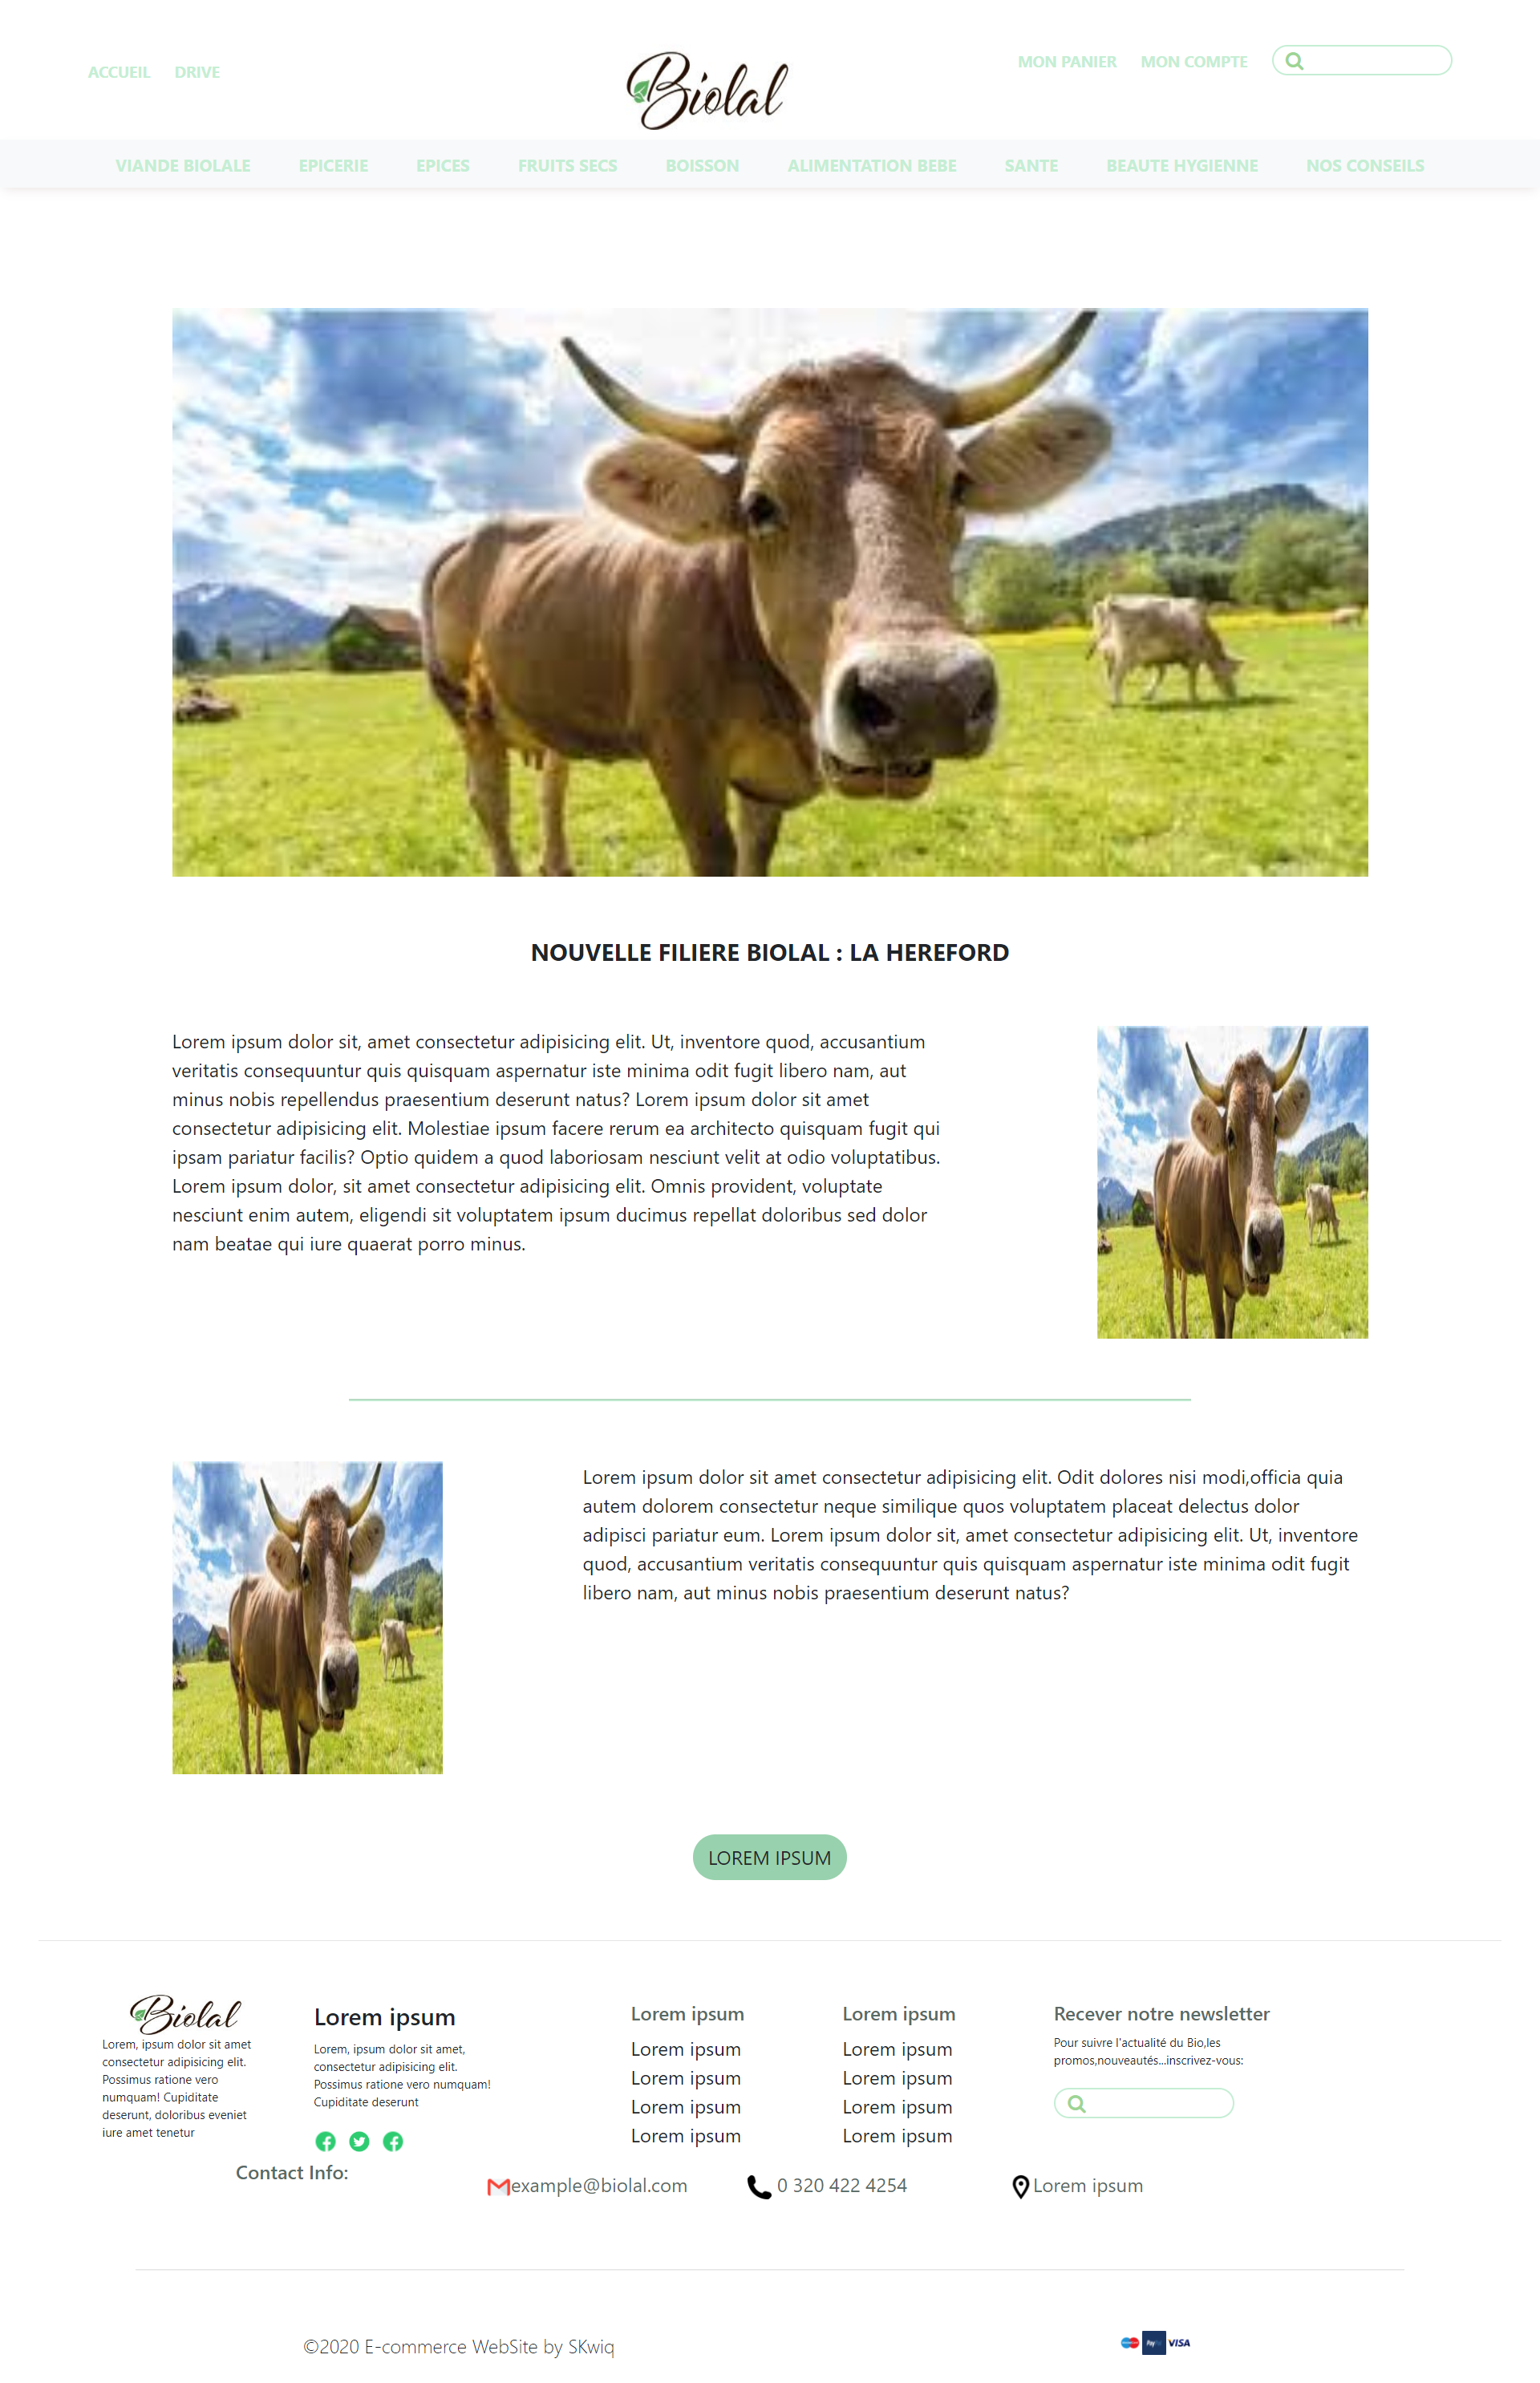 ACCUEIL DRIVE
Biolal
MON PANIER MON COMPTE
VIANDE BIOLALE EPICERIE EPICES FRUITS SECS BOISSON ALIMENTATION BEBE SANTE BEAUTE HYGIENNE NOS CONSEILS
NOUVELLE FILIERE BIOLAL : LA HEREFORD
Lorem ipsum dolor sit, amet consectetur adipisicing elit. Ut, inventore quod, accusantium
veritatis consequuntur quis quisquam aspernatur iste minima odit fugit libero nam, aut
minus nobis repellendus praesentium deserunt natus? Lorem ipsum dolor sit amet
consectetur adipisicing elit. Molestiae ipsum facere rerum ea architecto quisquam fugit qui
ipsam pariatur facilis? Optio quidem a quod laboriosam nesciunt velit at odio voluptatibus.
Lorem ipsum dolor, sit amet consectetur adipisicing elit. Omnis provident, voluptate
nesciunt enim autem, eligendi sit voluptatem ipsum ducimus repellat doloribus sed dolor
nam beatae qui iure quaerat porro minus.
Lorem ipsum dolor sit amet consectetur adipisicing elit. Odit dolores nisi modi,officia quia
autem dolorem consectetur neque similique quos voluptatem placeat delectus dolor
adipisci pariatur eum. Lorem ipsum dolor sit, amet consectetur adipisicing elit. Ut, inventore
quod, accusantium veritatis consequuntur quis quisquam aspernatur iste minima odit fugit
libero nam, aut minus nobis praesentium deserunt natus?
LOREM IPSUM
Biolal
Lorem, ipsum dolor sit amet
consectetur adipisicing elit.
Possimus ratione vero
numquam! Cupiditate
deserunt, doloribus eveniet
iure amet tenetur
Lorem ipsum
Lorem, ipsum dolor sit amet,
consectetur adipisicing elit.
Possimus ratione vero numquam!
Cupiditate deserunt
Lorem ipsum
Lorem ipsum
Lorem ipsum
Lorem ipsum
Lorem ipsum
Lorem ipsum
Lorem ipsum
Lorem ipsum
Lorem ipsum
Lorem ipsum
Recever notre newsletter
Pour suivre l'actualité du Bio,les
promos,nouveautés...inscrivez-vous:
Contact Info:
example@biolal.com
0 320 422 4254
Lorem ipsum
©2020 E-commerce WebSite by SKwiq
PayPal VISA